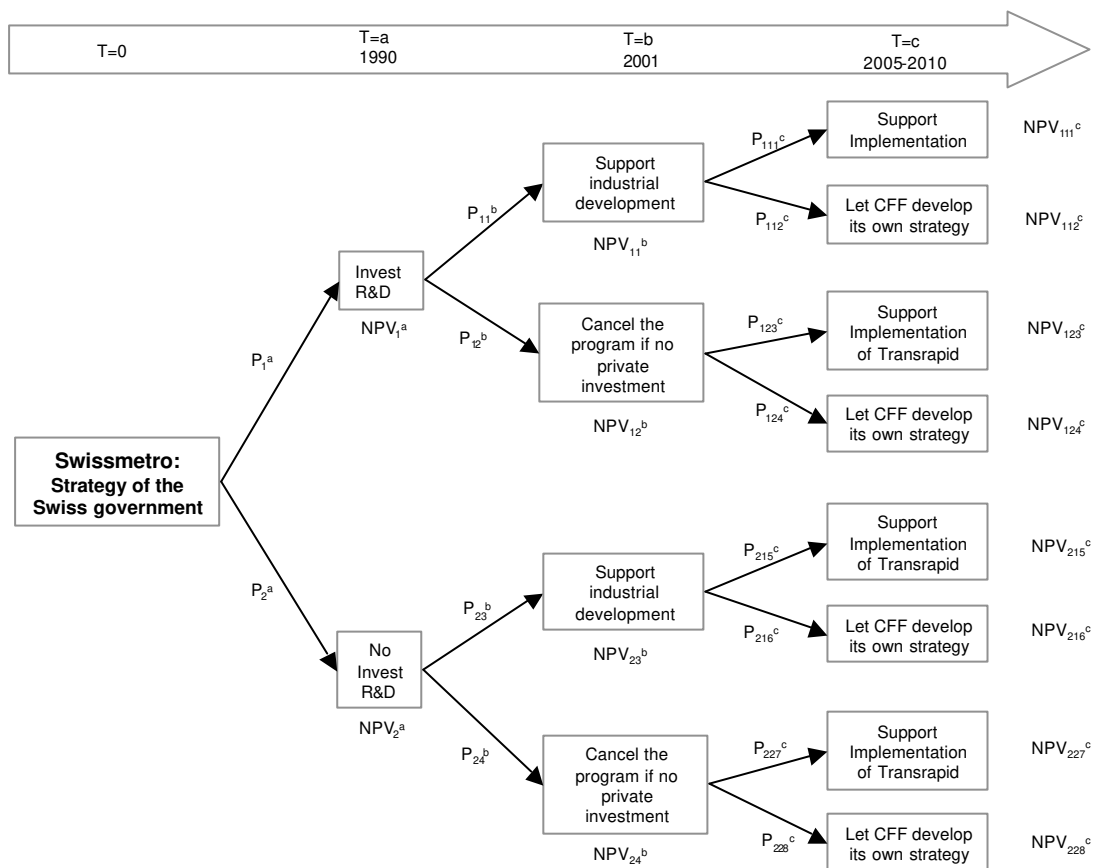 T=0
T=a
1990
T=b
2001
T=c
2005-2010
Swissmetro:
Strategy of the
Swiss government
P₁ᵃ
P₂ᵃ
Invest
R&D
NPV₁ᵃ
No
Invest
R&D
NPV₂ᵃ
P₁₁ᵇ
P₁₂ᵇ
P₂₃ᵇ
P₂₄ᵇ
Support
industrial
development
NPV₁₁ᵇ
Cancel the
program if no
private
investment
NPV₁₂ᵇ
Support
industrial
development
NPV₂₃ᵇ
Cancel the
program if no
private
investment
NPV₂₄ᵇ
P₁₁₁ᶜ
Support
Implementation
NPV₁₁₁ᶜ
P₁₁₂ᶜ
Let CFF develop
its own strategy
NPV₁₁₂ᶜ
P₁₂₃ᶜ
Support
Implementation
of Transrapid
NPV₁₂₃ᶜ
P₁₂₄ᶜ
Let CFF develop
its own strategy
NPV₁₂₄ᶜ
P₂₁₅ᶜ
Support
Implementation
of Transrapid
NPV₂₁₅ᶜ
P₂₁₆ᶜ
Let CFF develop
its own strategy
NPV₂₁₆ᶜ
P₂₂₇ᶜ
Support
Implementation
of Transrapid
NPV₂₂₇ᶜ
P₂₂₈ᶜ
Let CFF develop
its own strategy
NPV₂₂₈ᶜ